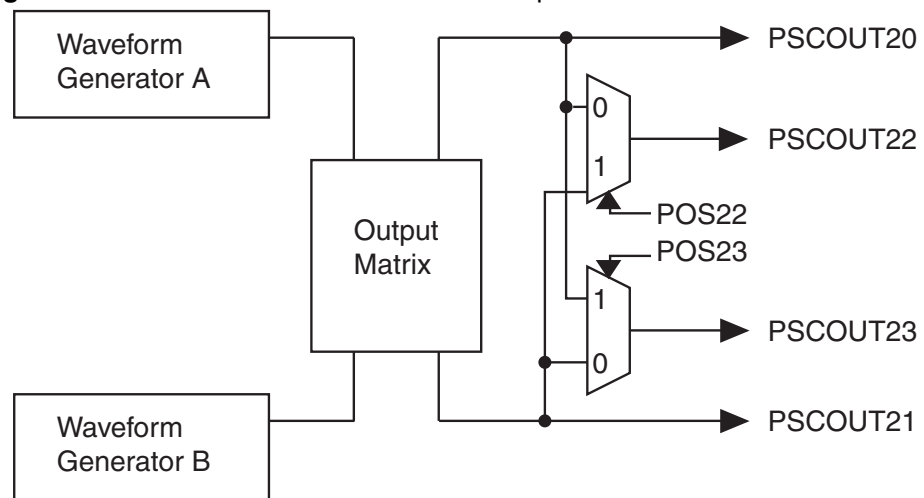 Waveform
Generator A
PSCOUT20
0
PSCOUT22
1
POS22
Output
Matrix
POS23
1
PSCOUT23
0
Waveform
Generator B
PSCOUT21